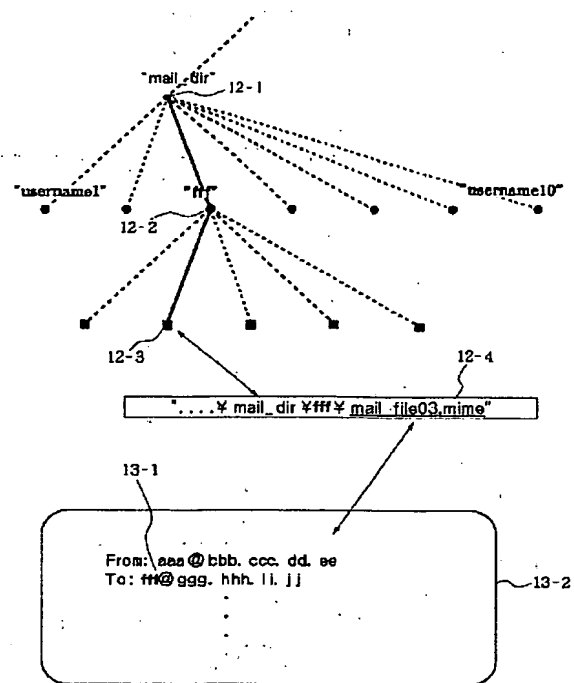 "mail_dir"
12-1
"username1"
"fff"
"username10"
12-2
12-3
12-4
"....¥ mail_dir ¥fff¥ mail_file03.mime"
13-1
From: aaa@bbb. ccc. dd. ee
To: fff@ggg. hhh. ii. jj
13-2